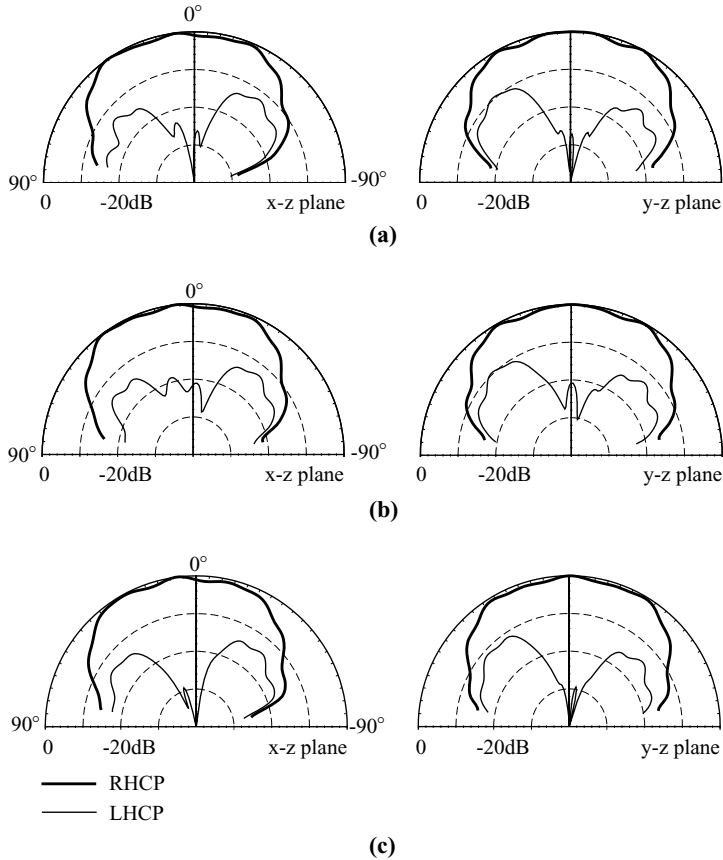 0°
90°
-90°
0
-20dB
x-z plane
0
-20dB
y-z plane
(a)
0°
90°
-90°
0
-20dB
x-z plane
0
-20dB
y-z plane
(b)
0°
90°
-90°
0
-20dB
x-z plane
0
-20dB
y-z plane
RHCP
LHCP
(c)